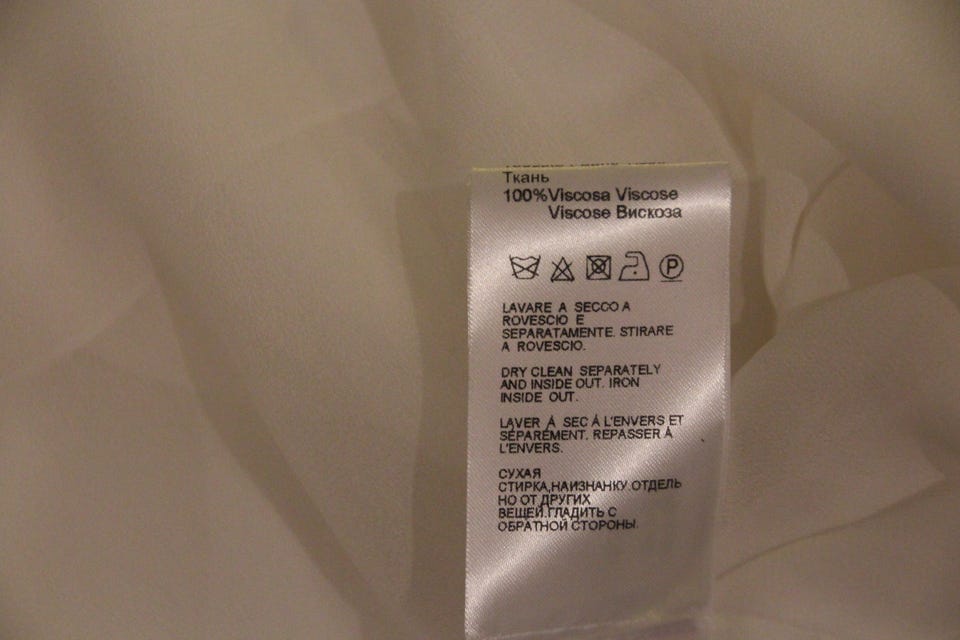 Ткань
100%Viscosa Viscose
Viscose Вискоза
P
LAVARE A SECCO A
ROVESCIO E
SEPARATAMENTE. STIRARE
A ROVESCIO.
DRY CLEAN SEPARATELY
AND INSIDE OUT. IRON
INSIDE OUT.
LAVER À SEC À L'ENVERS ET
SÉPARÉMENT. REPASSER À
L'ENVERS.
СУХАЯ
СТИРКА,НАИЗНАНКУ.ОТДЕЛЬ
НО ОТ ДРУГИХ
ВЕЩЕЙ.ГЛАДИТЬ С
ОБРАТНОЙ СТОРОНЫ.